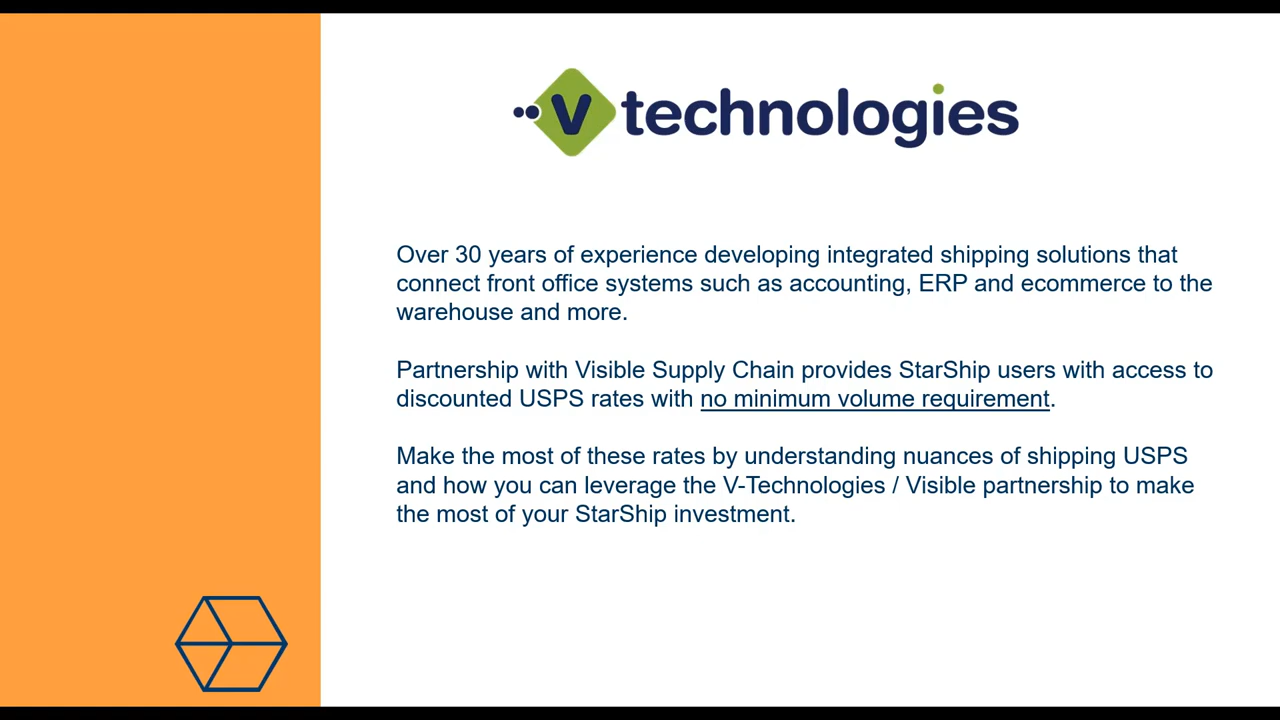 v technologies
Over 30 years of experience developing integrated shipping solutions that
connect front office systems such as accounting, ERP and ecommerce to the
warehouse and more.
Partnership with Visible Supply Chain provides StarShip users with access to
discounted USPS rates with no minimum volume requirement.
Make the most of these rates by understanding nuances of shipping USPS
and how you can leverage the V-Technologies / Visible partnership to make
the most of your StarShip investment.